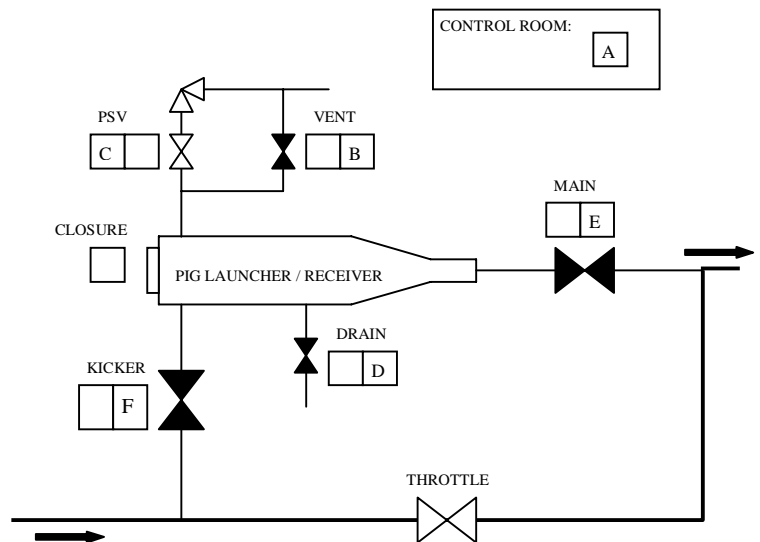 CONTROL ROOM:
A
PSV
VENT
C
B
MAIN
E
CLOSURE
PIG LAUNCHER / RECEIVER
DRAIN
D
KICKER
F
THROTTLE